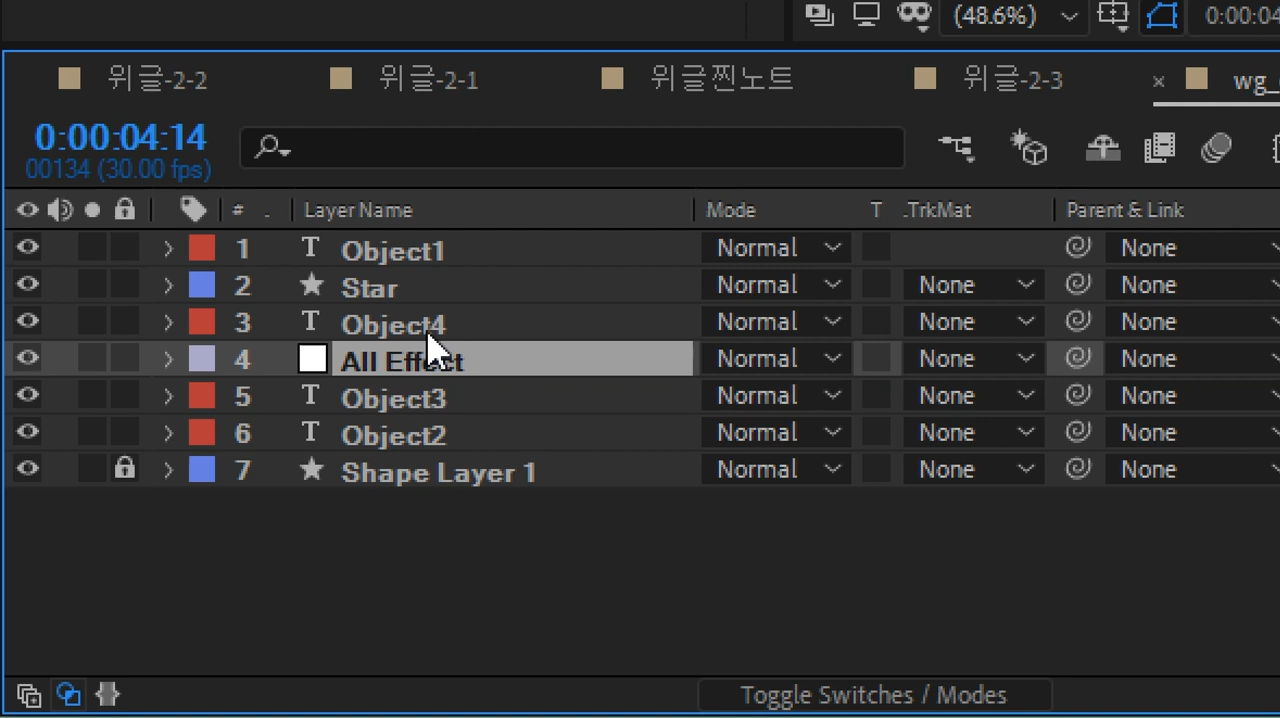 (48.6%) 0:00:04
위글-2-2 위글-2-1 위글찐노트 위글-2-3 × wg_
0:00:04:14
00134 (30.00 fps)
# . Layer Name Mode T .TrkMat Parent & Link
1 T Object1 Normal None
2 Star Normal None None
3 T Object4 Normal None None
4 All Effect Normal None None
5 T Object3 Normal None None
6 T Object2 Normal None None
7 Shape Layer 1 Normal None None
Toggle Switches / Modes